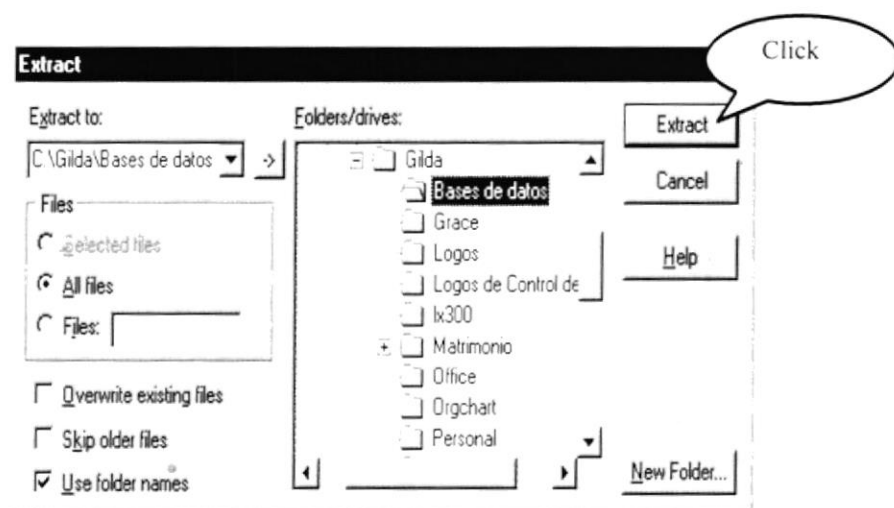 Click
Extract
Extract to:
C:\Gilda\Bases de datos
Files
Selected files
All files
Files:
Overwrite existing files
Skip older files
Use folder names
Folders/drives:
Gilda
Bases de datos
Grace
Logos
Logos de Control de
lx300
Matrimonio
Office
Orgchart
Personal
Extract
Cancel
Help
New Folder...